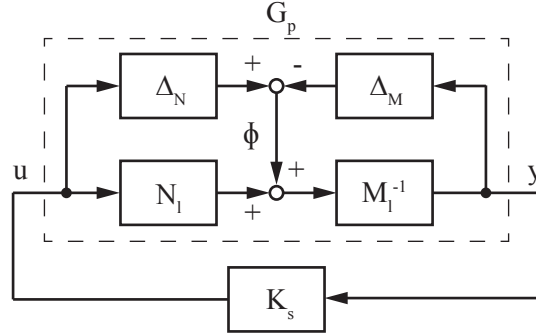 G_p
+ -
Δ_N Δ_M
u ϕ y
+
N_l + M_l^-1
K_s